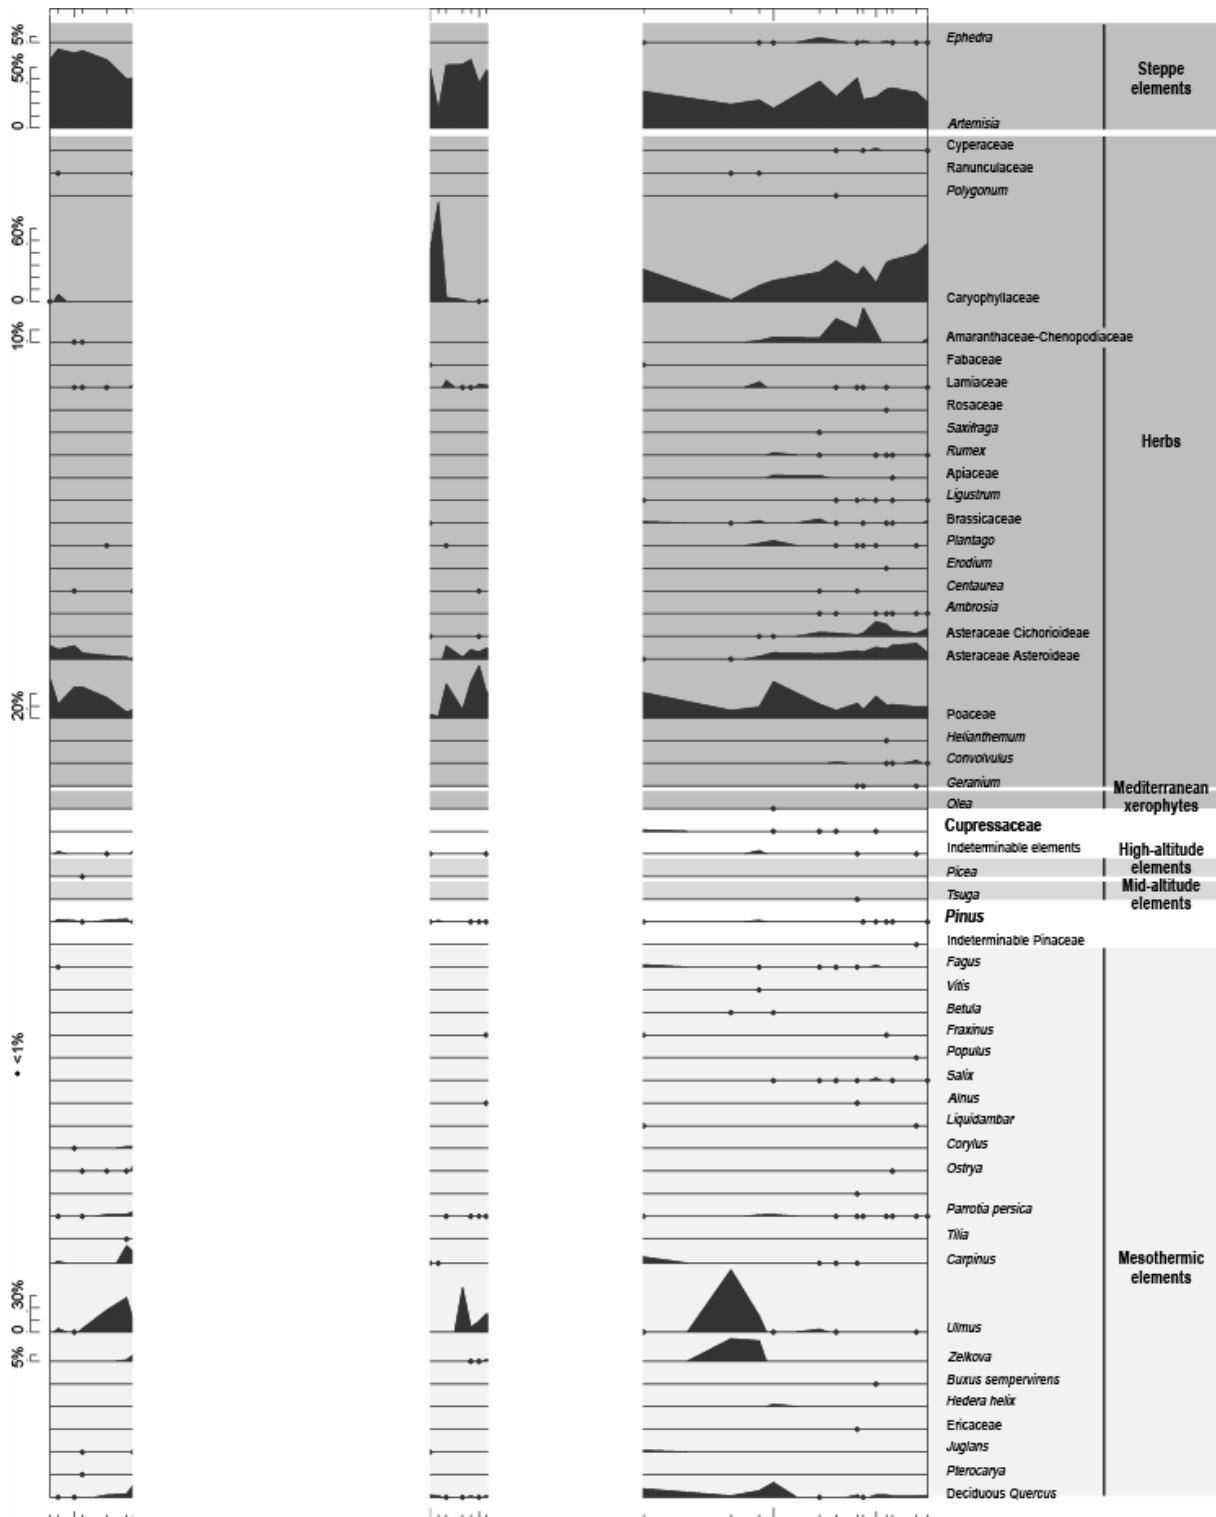 5%
Ephedra
50%
Steppe
elements
0
Artemisia
Cyperaceae
Ranunculaceae
Polygonum
60%
0
Caryophyllaceae
10%
Amaranthaceae-Chenopodiaceae
Fabaceae
Lamiaceae
Rosaceae
Saxifraga
Herbs
Rumex
Apiaceae
Ligustrum
Brassicaceae
Plantago
Erodium
Centaurea
Ambrosia
Asteraceae Cichorioideae
Asteraceae Asteroideae
20%
Poaceae
Helianthemum
Convolvulus
Geranium
Mediterranean
xerophytes
Olea
Cupressaceae
Indeterminable elements
High-altitude
elements
Picea
Mid-altitude
elements
Tsuga
Pinus
Indeterminable Pinaceae
Fagus
Vitis
Betula
Fraxinus
• <1%
Populus
Salix
Alnus
Liquidambar
Corylus
Ostrya
Parrotia persica
Tilia
Carpinus
Mesothermic
elements
30%
0
Ulmus
5%
Zelkova
Buxus sempervirens
Hedera helix
Ericaceae
Juglans
Pterocarya
Deciduous Quercus